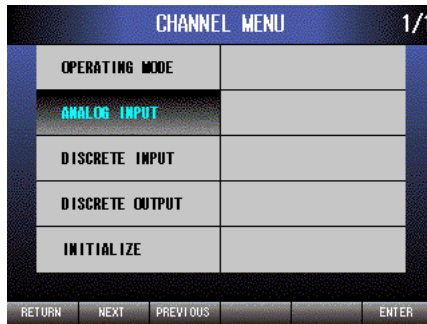 CHANNEL MENU 1/1
OPERATING MODE
ANALOG INPUT
DISCRETE INPUT
DISCRETE OUTPUT
INITIALIZE
RETURN NEXT PREVIOUS ENTER